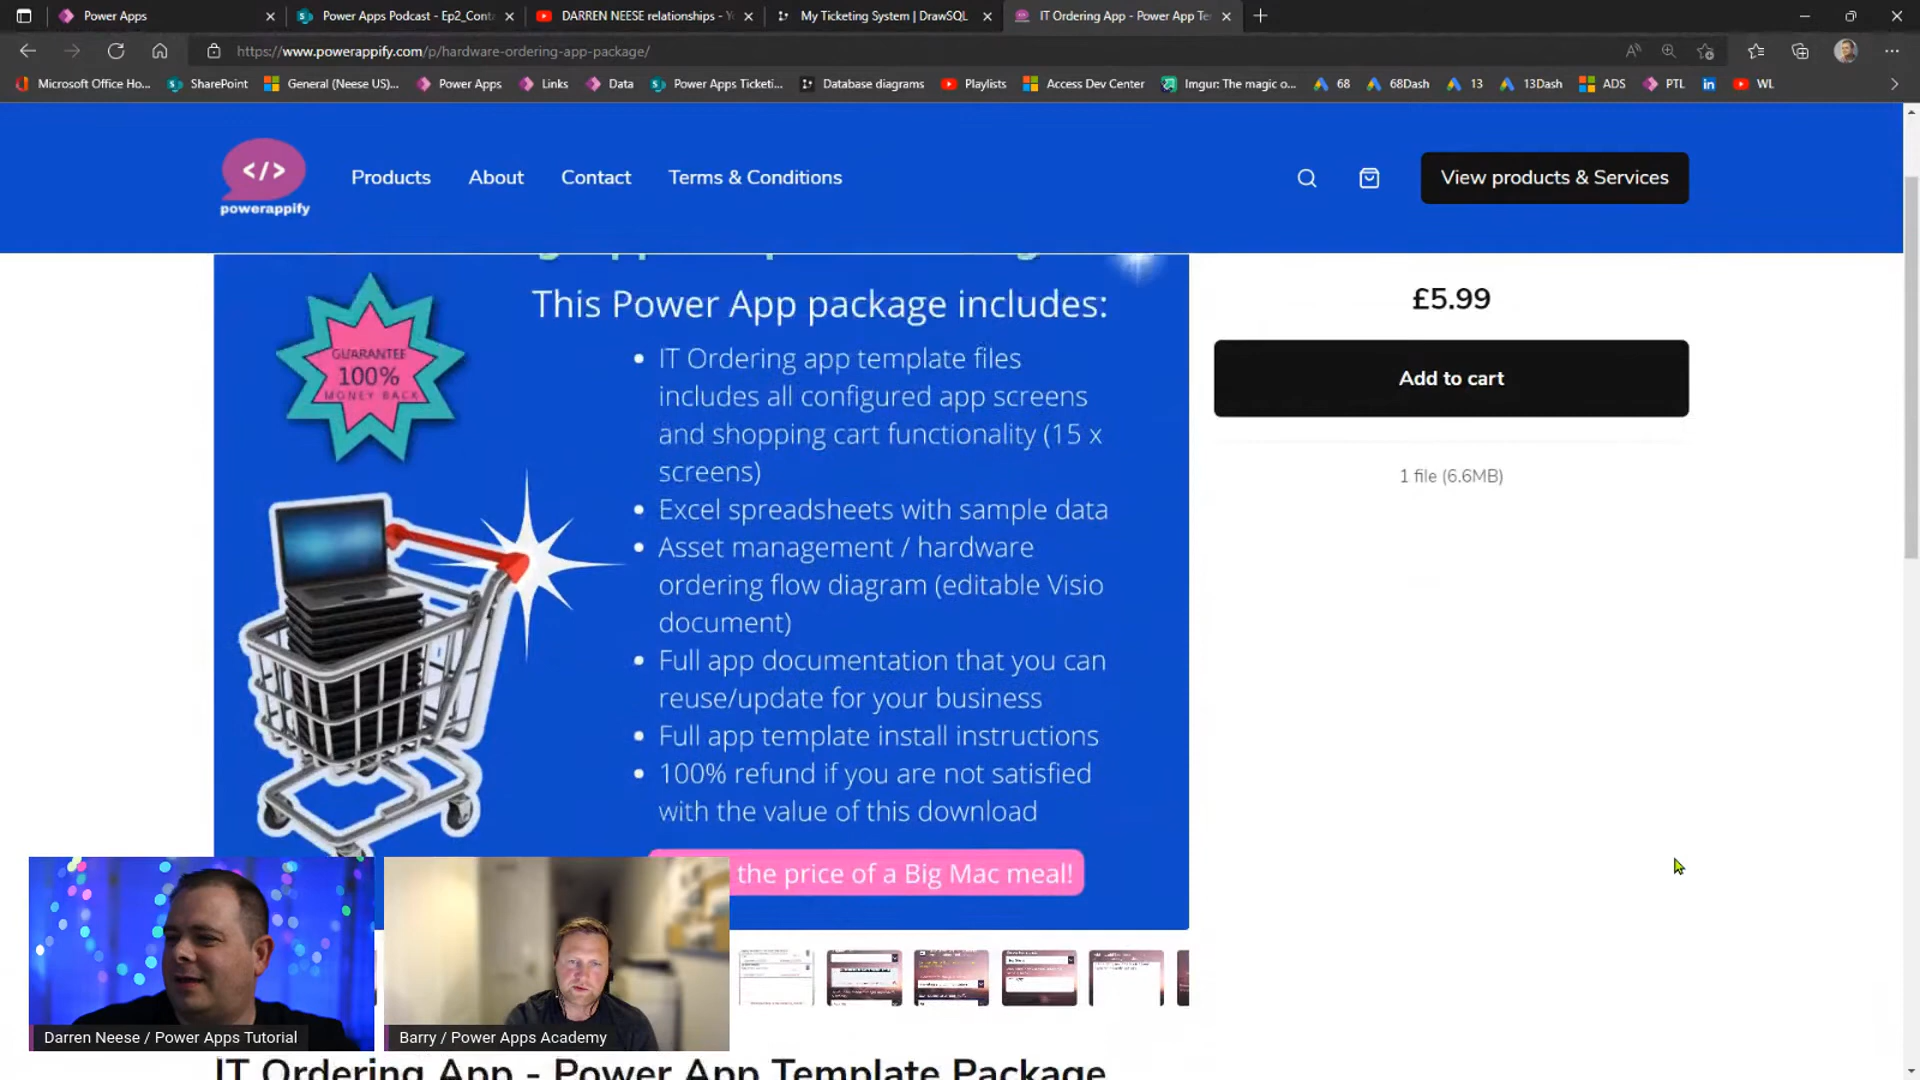 Power Apps
Power Apps Podcast - Ep2_Cont
DARREN NEESE relationships - Y
My Ticketing System | DrawSQL
IT Ordering App - Power App Te
https://www.powerappify.com/p/hardware-ordering-app-package/
Microsoft Office Ho...
SharePoint
General (Neese US)...
Power Apps
Links
Data
Power Apps Ticketi...
Database diagrams
Playlists
Access Dev Center
Imgur: The magic o...
68
68Dash
13
13Dash
ADS
PTL
WL
</>
powerappify
Products
About
Contact
Terms & Conditions
View products & Services
This Power App package includes:
GUARANTEE
100%
MONEY BACK
• IT Ordering app template files
includes all configured app screens
and shopping cart functionality (15 x
screens)
• Excel spreadsheets with sample data
• Asset management / hardware
ordering flow diagram (editable Visio
document)
• Full app documentation that you can
reuse/update for your business
• Full app template install instructions
• 100% refund if you are not satisfied
with the value of this download
the price of a Big Mac meal!
£5.99
Add to cart
1 file (6.6MB)
Darren Neese / Power Apps Tutorial
Barry / Power Apps Academy
IT Ordering App - Power App Template Package